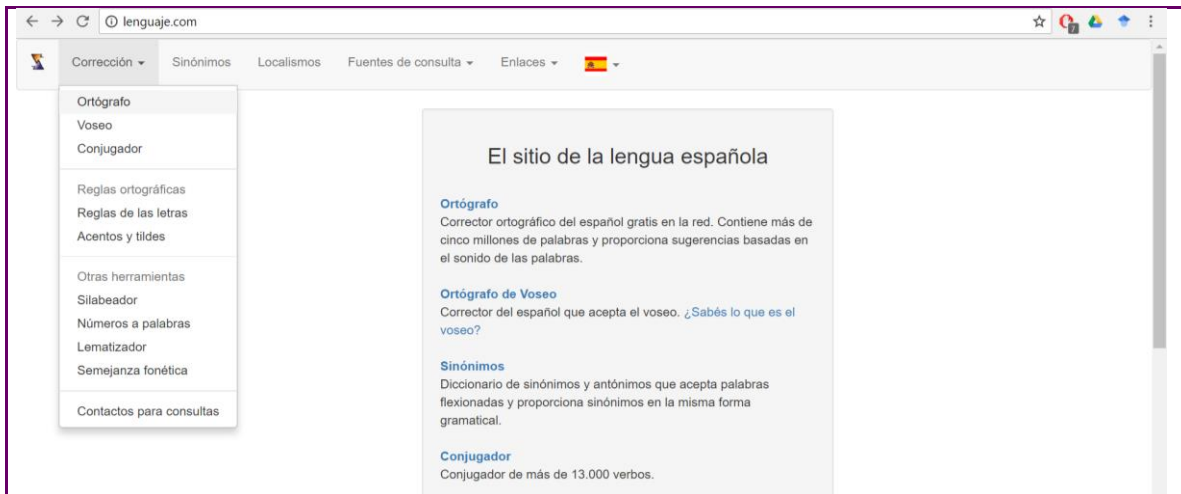 lenguaje.com
7
Corrección Sinónimos Localismos Fuentes de consulta Enlaces
Ortógrafo
Voseo
Conjugador
Reglas ortográficas
Reglas de las letras
Acentos y tildes
Otras herramientas
Silabeador
Números a palabras
Lematizador
Semejanza fonética
Contactos para consultas
El sitio de la lengua española
Ortógrafo
Corrector ortográfico del español gratis en la red. Contiene más de
cinco millones de palabras y proporciona sugerencias basadas en
el sonido de las palabras.
Ortógrafo de Voseo
Corrector del español que acepta el voseo. ¿Sabés lo que es el
voseo?
Sinónimos
Diccionario de sinónimos y antónimos que acepta palabras
flexionadas y proporciona sinónimos en la misma forma
gramatical.
Conjugador
Conjugador de más de 13.000 verbos.